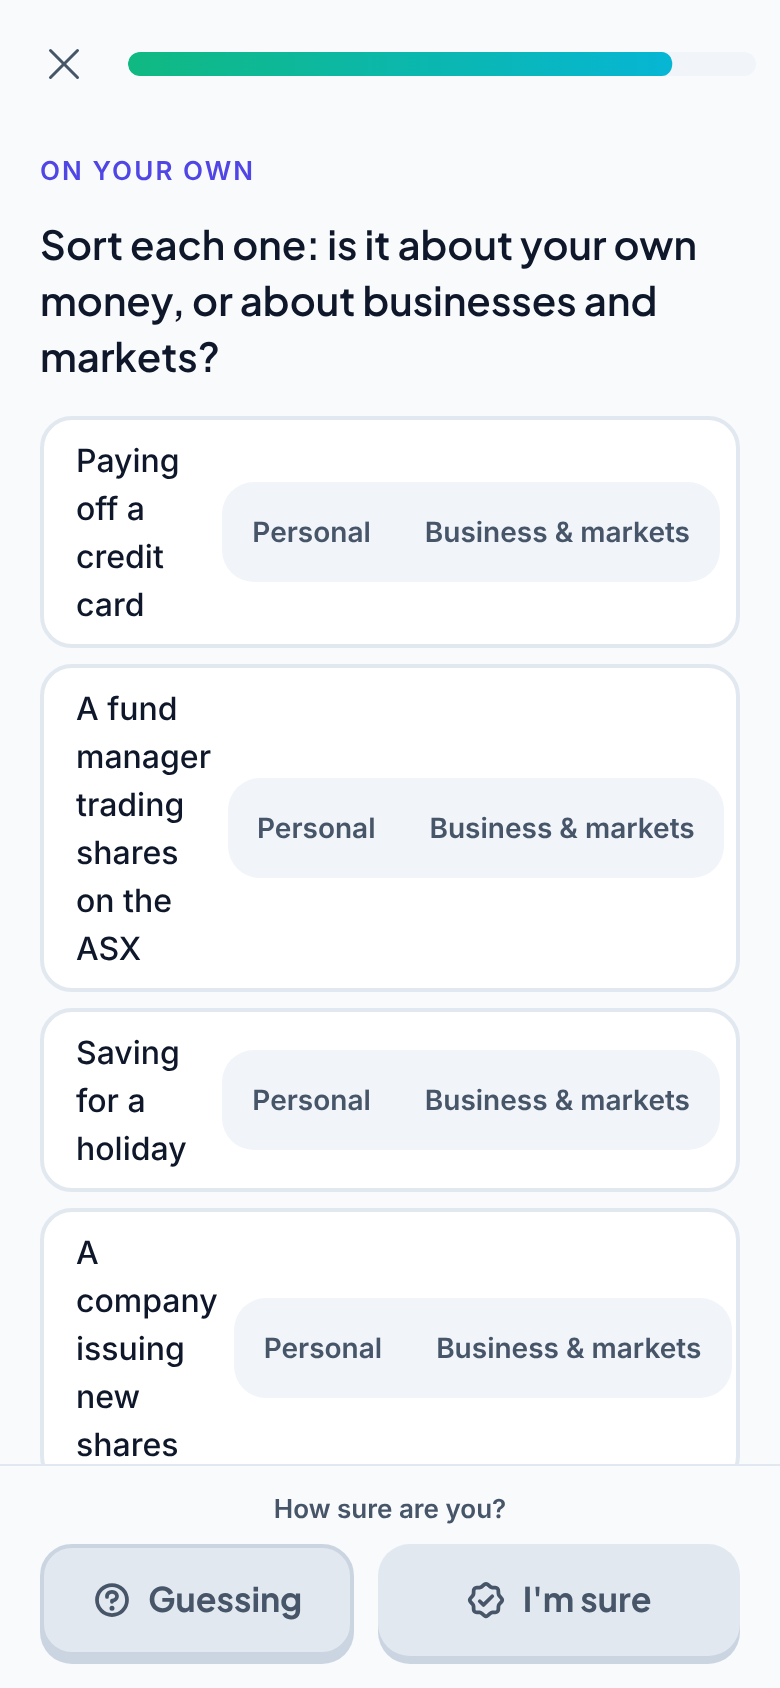 ON YOUR OWN
Sort each one: is it about your own
money, or about businesses and
markets?
Paying
off a
credit
card
Personal
Business & markets
A fund
manager
trading
shares
on the
ASX
Personal
Business & markets
Saving
for a
holiday
Personal
Business & markets
A
company
issuing
new
shares
Personal
Business & markets
How sure are you?
Guessing
I'm sure